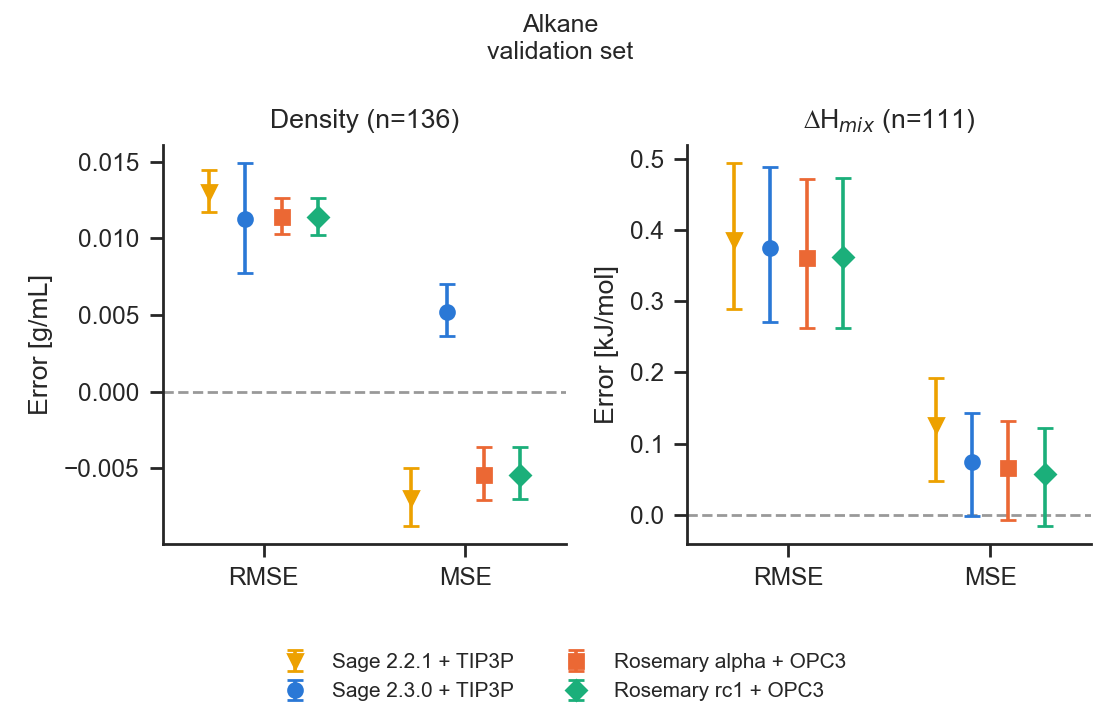 Alkane
validation set
Density (n=136)
Error [g/mL]
0.015
0.010
0.005
0.000
−0.005
RMSE
MSE
ΔHmix (n=111)
Error [kJ/mol]
0.5
0.4
0.3
0.2
0.1
0.0
RMSE
MSE
Sage 2.2.1 + TIP3P
Sage 2.3.0 + TIP3P
Rosemary alpha + OPC3
Rosemary rc1 + OPC3